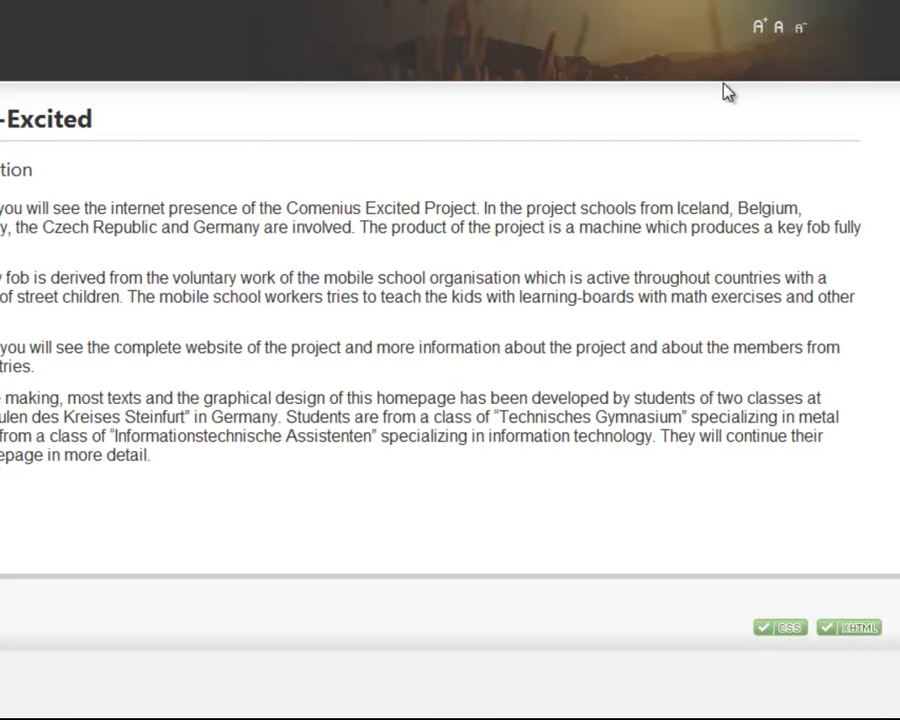 A+ A A-
-Excited
tion
you will see the internet presence of the Comenius Excited Project. In the project schools from Iceland, Belgium,
y, the Czech Republic and Germany are involved. The product of the project is a machine which produces a key fob fully
y fob is derived from the voluntary work of the mobile school organisation which is active throughout countries with a
of street children. The mobile school workers tries to teach the kids with learning-boards with math exercises and other
you will see the complete website of the project and more information about the project and about the members from
tries.
e making, most texts and the graphical design of this homepage has been developed by students of two classes at
ulen des Kreises Steinfurt” in Germany. Students are from a class of “Technisches Gymnasium” specializing in metal
from a class of “Informationstechnische Assistenten” specializing in information technology. They will continue their
epage in more detail.
CSS XHTML